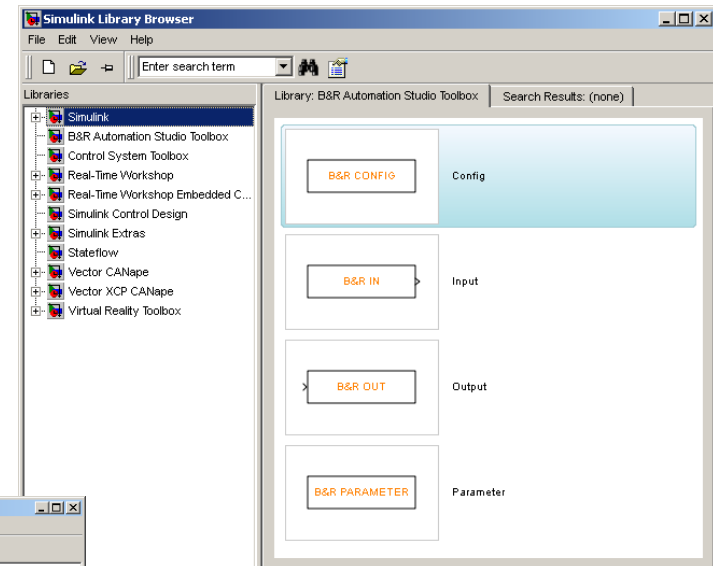 Simulink Library Browser
File Edit View Help
Enter search term
Libraries
Library: B&R Automation Studio Toolbox
Search Results: (none)
Simulink
B&R Automation Studio Toolbox
Control System Toolbox
Real-Time Workshop
Real-Time Workshop Embedded C...
Simulink Control Design
Simulink Extras
Stateflow
Vector CANape
Vector XCP CANape
Virtual Reality Toolbox
B&R CONFIG
Config
B&R IN
Input
B&R OUT
Output
B&R PARAMETER
Parameter